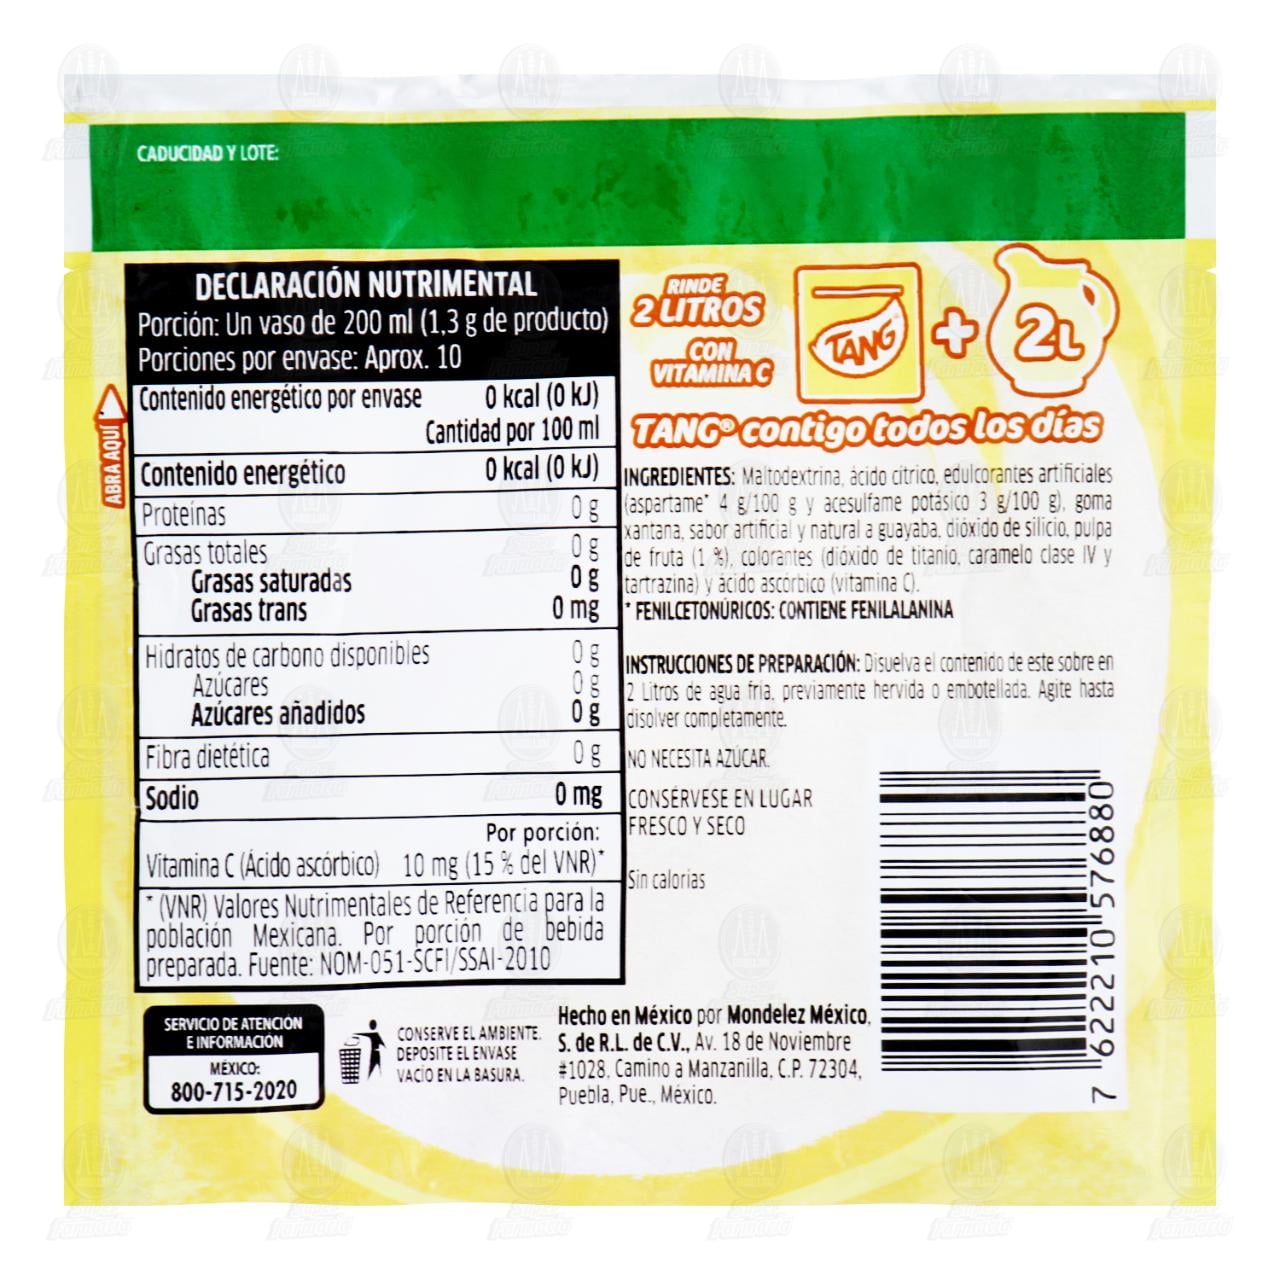 CADUCIDAD Y LOTE:
ABRA AQUÍ
DECLARACIÓN NUTRIMENTAL
Porción: Un vaso de 200 ml (1,3 g de producto)
Porciones por envase: Aprox. 10
Contenido energético por envase 0 kcal (0 kJ)
Cantidad por 100 ml
Contenido energético 0 kcal (0 kJ)
Proteínas 0 g
Grasas totales 0 g
Grasas saturadas 0 g
Grasas trans 0 mg
Hidratos de carbono disponibles 0 g
Azúcares 0 g
Azúcares añadidos 0 g
Fibra dietética 0 g
Sodio 0 mg
Por porción:
Vitamina C (Ácido ascórbico) 10 mg (15 % del VNR)*
* (VNR) Valores Nutrimentales de Referencia para la
población Mexicana. Por porción de bebida
preparada. Fuente: NOM-051-SCFI/SSAI-2010
RINDE
2 LITROS
CON
VITAMINA C
TANG
+
2L
TANG® contigo todos los días
INGREDIENTES: Maltodextrina, ácido cítrico, edulcorantes artificiales
(aspartame* 4 g/100 g y acesulfame potásico 3 g/100 g), goma
xantana, sabor artificial y natural a guayaba, dióxido de silicio, pulpa
de fruta (1 %), colorantes (dióxido de titanio, caramelo clase IV y
tartrazina) y ácido ascórbico (vitamina C).
* FENILCETONÚRICOS: CONTIENE FENILALANINA
INSTRUCCIONES DE PREPARACIÓN: Disuelva el contenido de este sobre en
2 Litros de agua fría, previamente hervida o embotellada. Agite hasta
disolver completamente.
NO NECESITA AZÚCAR.
CONSÉRVESE EN LUGAR
FRESCO Y SECO
Sin calorías
7 622210 576880
SERVICIO DE ATENCIÓN
E INFORMACIÓN
MÉXICO:
800-715-2020
CONSERVE EL AMBIENTE.
DEPOSITE EL ENVASE
VACÍO EN LA BASURA.
Hecho en México por Mondelez México,
S. de R.L. de C.V., Av. 18 de Noviembre
#1028, Camino a Manzanilla, C.P. 72304,
Puebla, Pue., México.